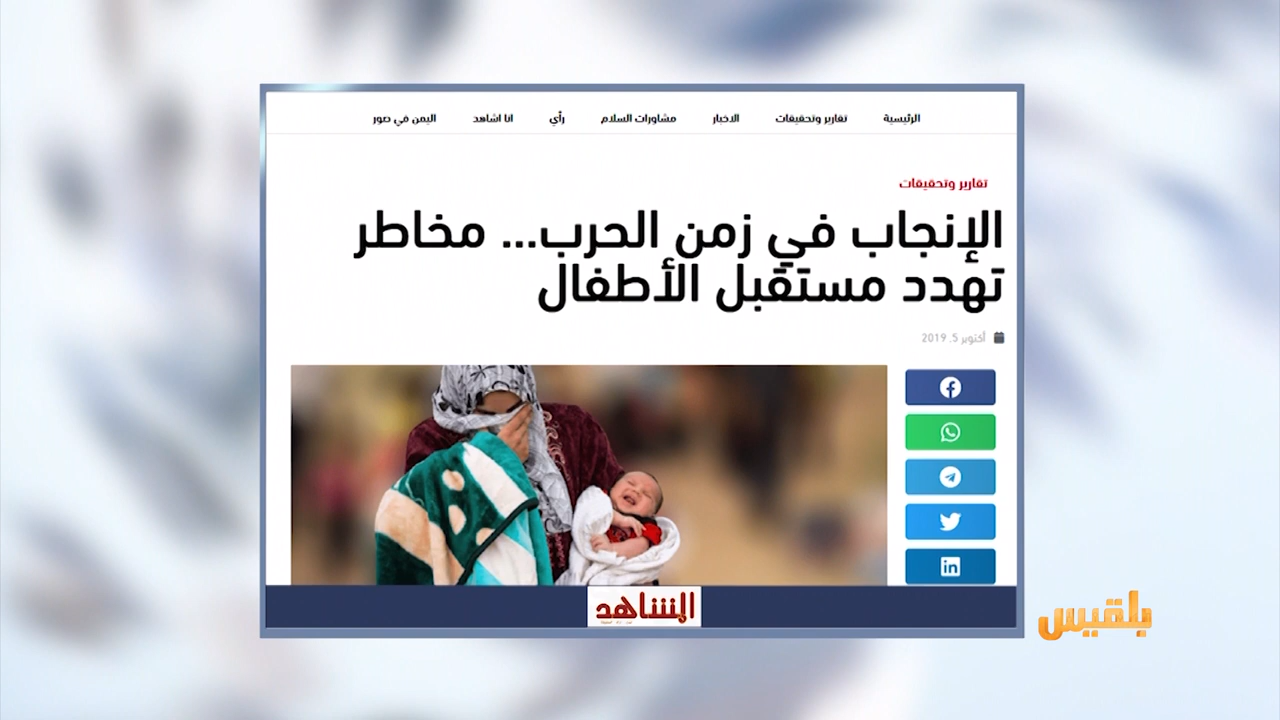 الرئيسية تقارير وتحقيقات الاخبار مشاورات السلام رأي انا اشاهد اليمن في صور
تقارير وتحقيقات
الإنجاب في زمن الحرب... مخاطر
تهدد مستقبل الأطفال
أكتوبر 5, 2019
المشاهد
بلقيس